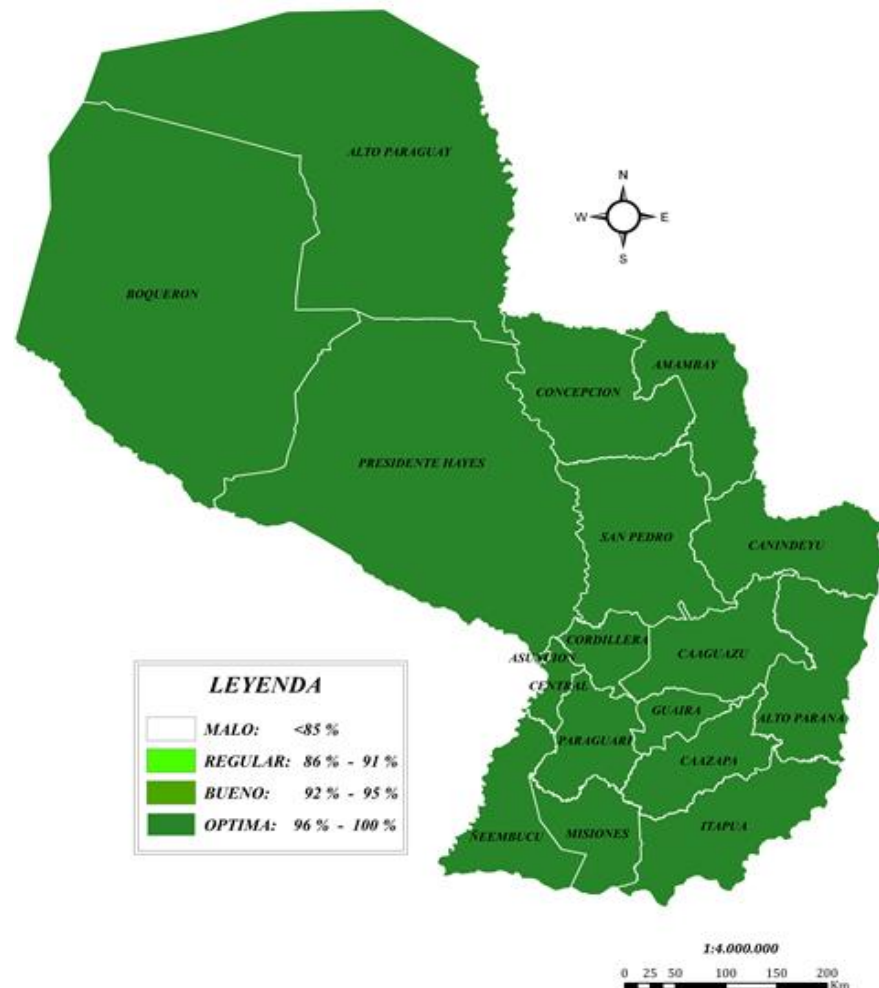 ALTO PARAGUAY
N
W
E
S
BOQUERON
AMAMBAY
CONCEPCION
PRESIDENTE HAYES
SAN PEDRO
CANINDEYU
CORDILLERA
ASUNCION
CAAGUAZU
CENTRAL
GUAIRA
ALTO PARANA
PARAGUARI
CAAZAPA
ITAPUA
ÑEEMBUCU
MISIONES
LEYENDA
MALO: <85 %
REGULAR: 86 % - 91 %
BUENO: 92 % - 95 %
OPTIMA: 96 % - 100 %
1:4.000.000
0 25 50 100 150 200
Km